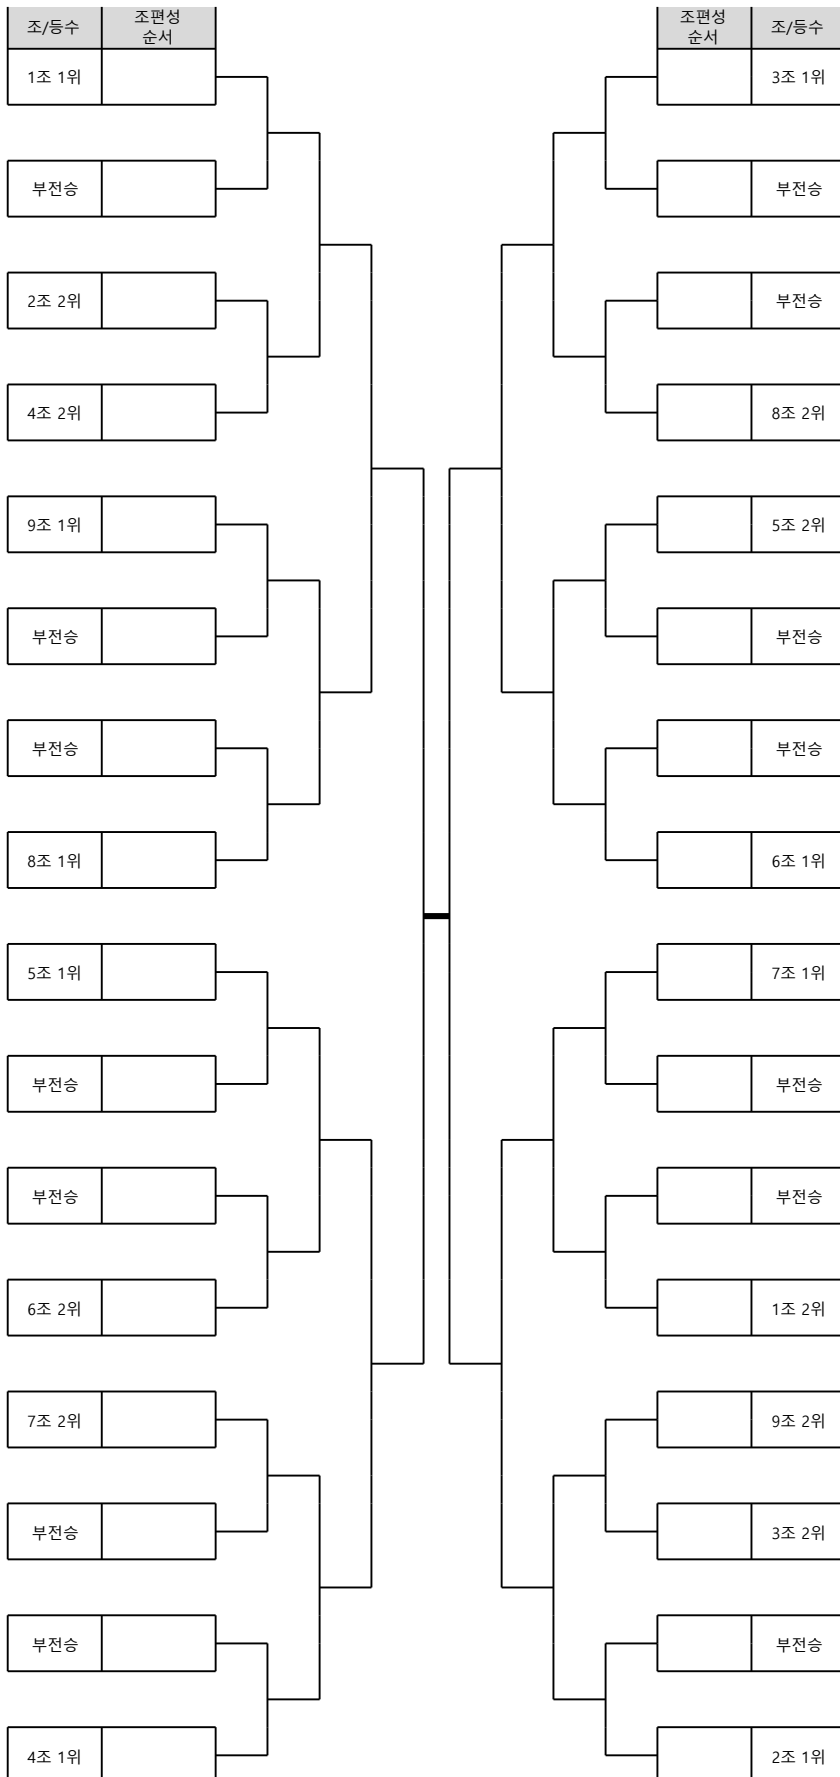 조/등수
조편성
순서
1조 1위
부전승
2조 2위
4조 2위
9조 1위
부전승
부전승
8조 1위
5조 1위
부전승
부전승
6조 2위
7조 2위
부전승
부전승
4조 1위
조편성
순서
조/등수
3조 1위
부전승
부전승
8조 2위
5조 2위
부전승
부전승
6조 1위
7조 1위
부전승
부전승
1조 2위
9조 2위
3조 2위
부전승
2조 1위